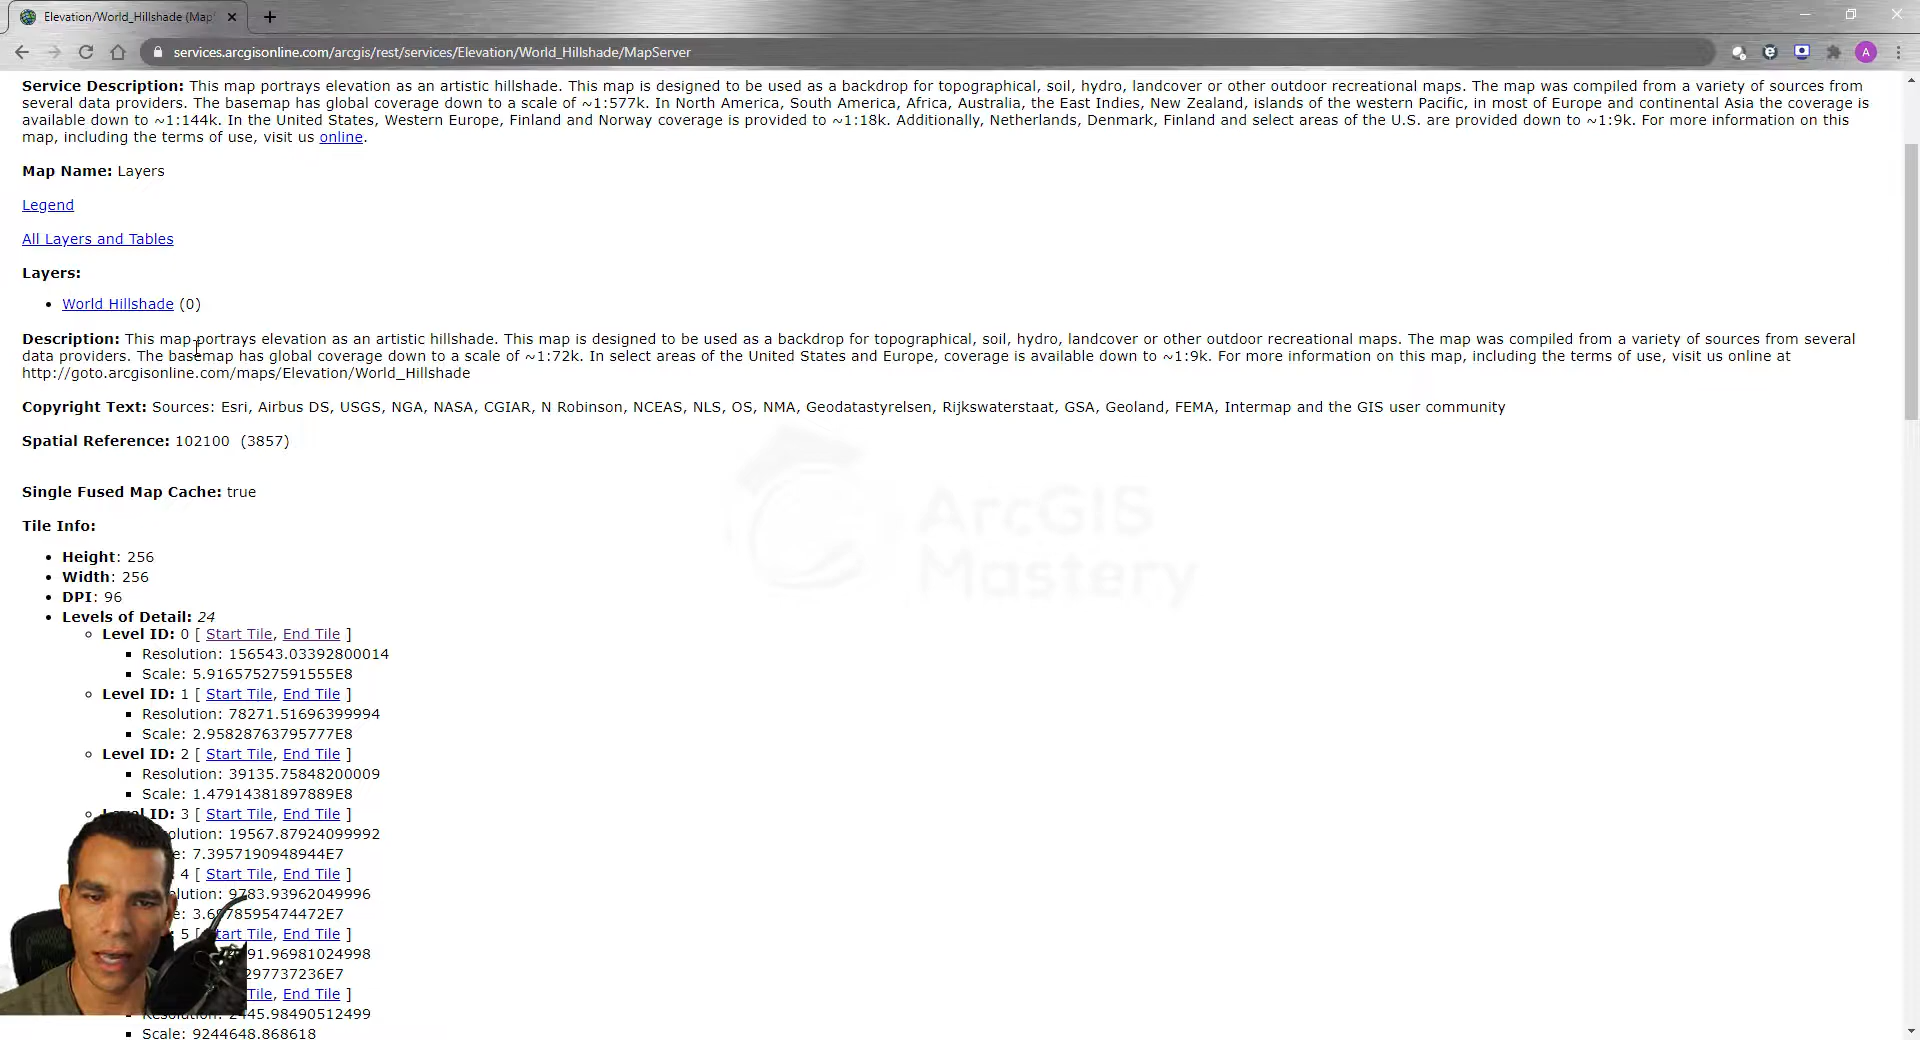 Elevation/World_Hillshade (Map
services.arcgisonline.com/arcgis/rest/services/Elevation/World_Hillshade/MapServer
A
Service Description: This map portrays elevation as an artistic hillshade. This map is designed to be used as a backdrop for topographical, soil, hydro, landcover or other outdoor recreational maps. The map was compiled from a variety of sources from
several data providers. The basemap has global coverage down to a scale of ~1:577k. In North America, South America, Africa, Australia, the East Indies, New Zealand, islands of the western Pacific, in most of Europe and continental Asia the coverage is
available down to ~1:144k. In the United States, Western Europe, Finland and Norway coverage is provided to ~1:18k. Additionally, Netherlands, Denmark, Finland and select areas of the U.S. are provided down to ~1:9k. For more information on this
map, including the terms of use, visit us online.
Map Name: Layers
Legend
All Layers and Tables
Layers:
• World Hillshade (0)
Description: This map portrays elevation as an artistic hillshade. This map is designed to be used as a backdrop for topographical, soil, hydro, landcover or other outdoor recreational maps. The map was compiled from a variety of sources from several
data providers. The basemap has global coverage down to a scale of ~1:72k. In select areas of the United States and Europe, coverage is available down to ~1:9k. For more information on this map, including the terms of use, visit us online at
http://goto.arcgisonline.com/maps/Elevation/World_Hillshade
Copyright Text: Sources: Esri, Airbus DS, USGS, NGA, NASA, CGIAR, N Robinson, NCEAS, NLS, OS, NMA, Geodatastyrelsen, Rijkswaterstaat, GSA, Geoland, FEMA, Intermap and the GIS user community
Spatial Reference: 102100 (3857)
Single Fused Map Cache: true
ArcGIS
Mastery
Tile Info:
• Height: 256
• Width: 256
• DPI: 96
• Levels of Detail: 24
Level ID: 0 [ Start Tile, End Tile ]
Resolution: 156543.03392800014
Scale: 5.91657527591555E8
Level ID: 1 [ Start Tile, End Tile ]
Resolution: 78271.51696399994
Scale: 2.95828763795777E8
Level ID: 2 [ Start Tile, End Tile ]
Resolution: 39135.75848200009
Scale: 1.47914381897889E8
ID: 3 [ Start Tile, End Tile ]
19567.87924099992
7.3957190948944E7
4 [ Start Tile, End Tile ]
9783.93962049996
5 [ Tile, End Tile ]
Tile, End Tile ]
Scale: 9244648.868618